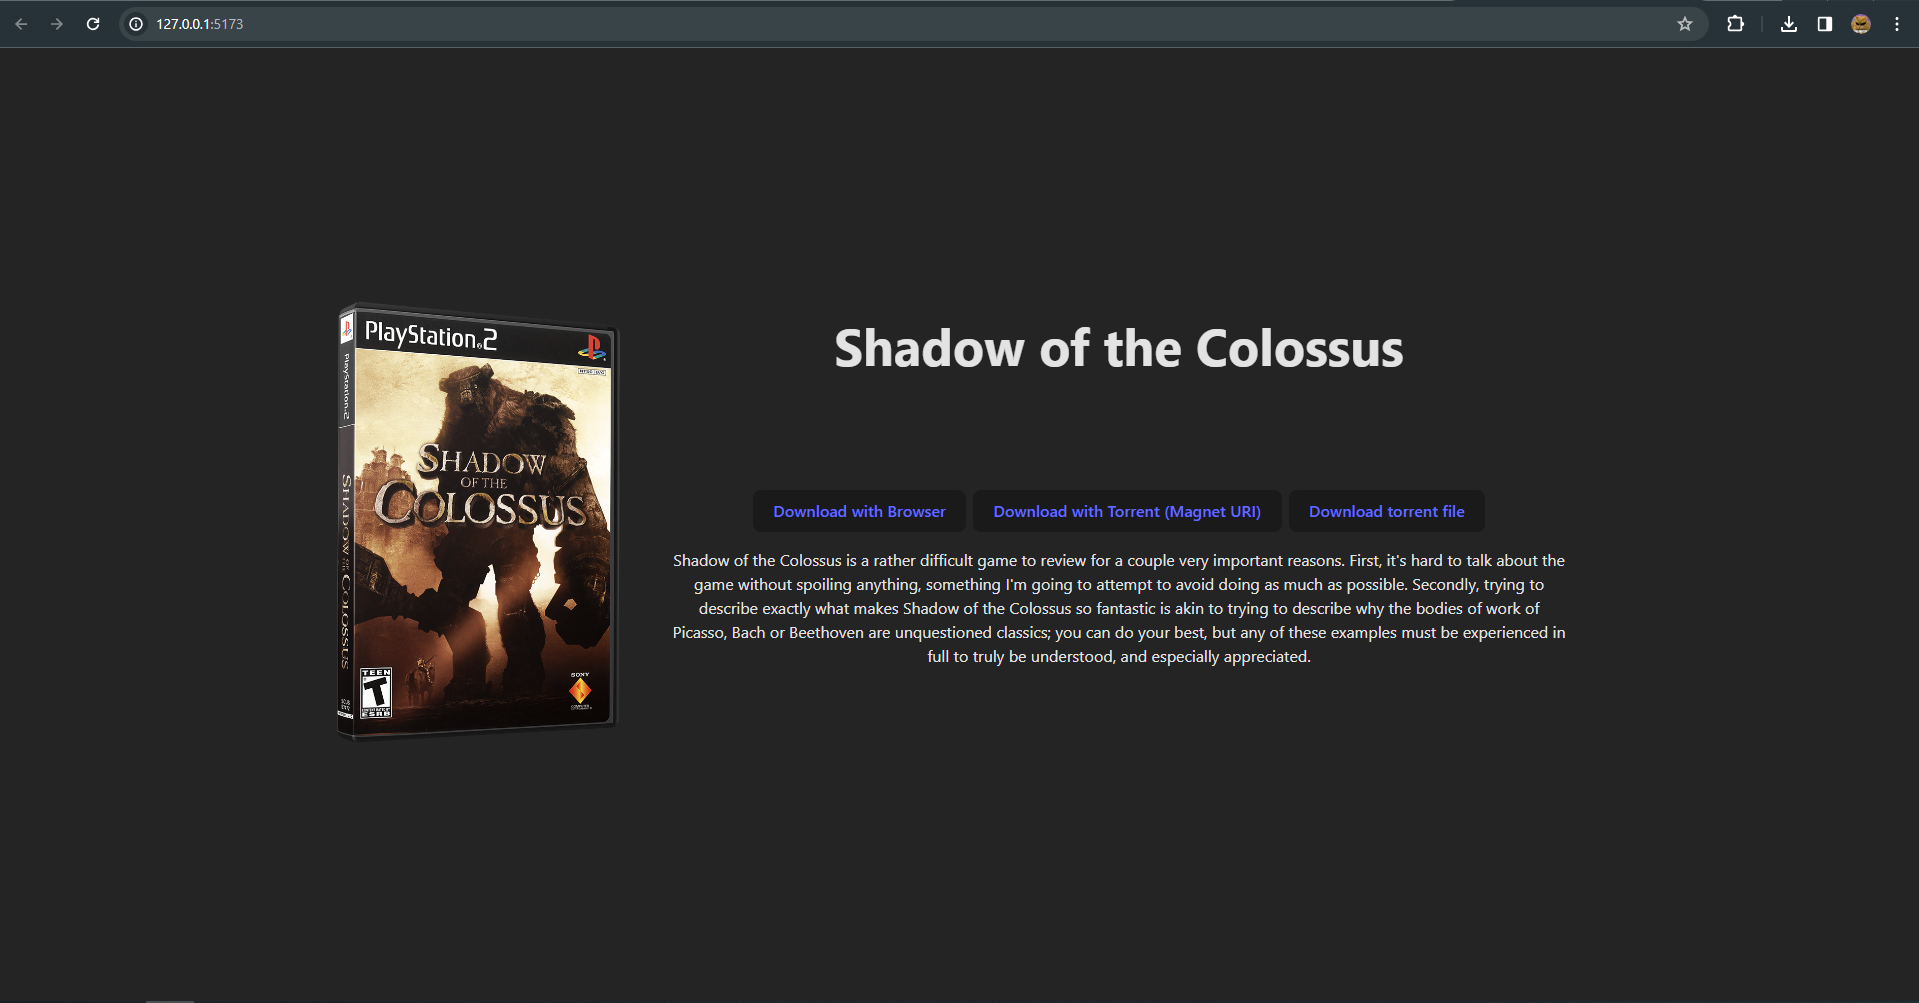 127.0.0.1:5173
PlayStation.2
PlayStation.2
SHADOW OF THE COLOSSUS
SHADOW
OF THE
COLOSSUS
TEEN
T
ESRB
SONY
Shadow of the Colossus
Download with Browser
Download with Torrent (Magnet URI)
Download torrent file
Shadow of the Colossus is a rather difficult game to review for a couple very important reasons. First, it's hard to talk about the
game without spoiling anything, something I'm going to attempt to avoid doing as much as possible. Secondly, trying to
describe exactly what makes Shadow of the Colossus so fantastic is akin to trying to describe why the bodies of work of
Picasso, Bach or Beethoven are unquestioned classics; you can do your best, but any of these examples must be experienced in
full to truly be understood, and especially appreciated.